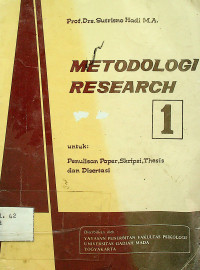 Prof. Drs. Sutrisno Hadi M.A.
METODOLOGI
RESEARCH
1
untuk:
Penulisan Paper, Skripsi, Thesis
dan Disertasi
Diterbitkan oleh
YAYASAN PENERBITAN FAKULTAS PSIKOLOGI
UNIVERSITAS GADJAH MADA
YOGYAKARTA